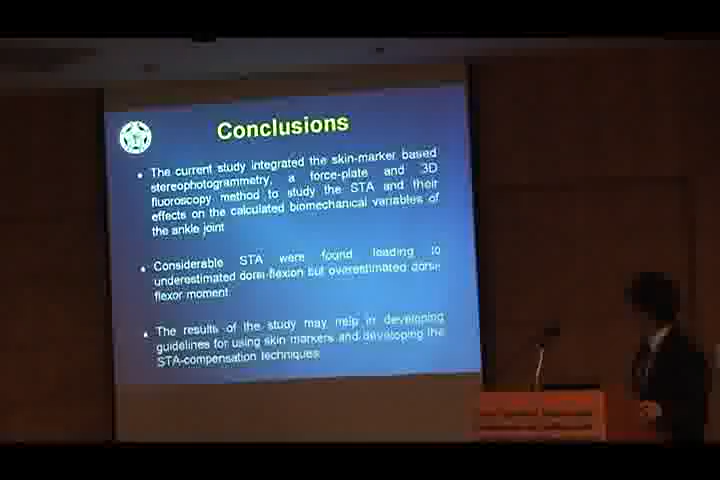 Conclusions
• The current study integrated the skin-marker based
stereophotogrammetry, a force-plate and 3D
fluoroscopy method to study the STA and their
effects on the calculated biomechanical variables of
the ankle joint
• Considerable STA were found leading to
underestimated dorsi-flexion but overestimated dorsi-
flexor moment.
• The results of the study may help in developing
guidelines for using skin markers and developing the
STA-compensation techniques